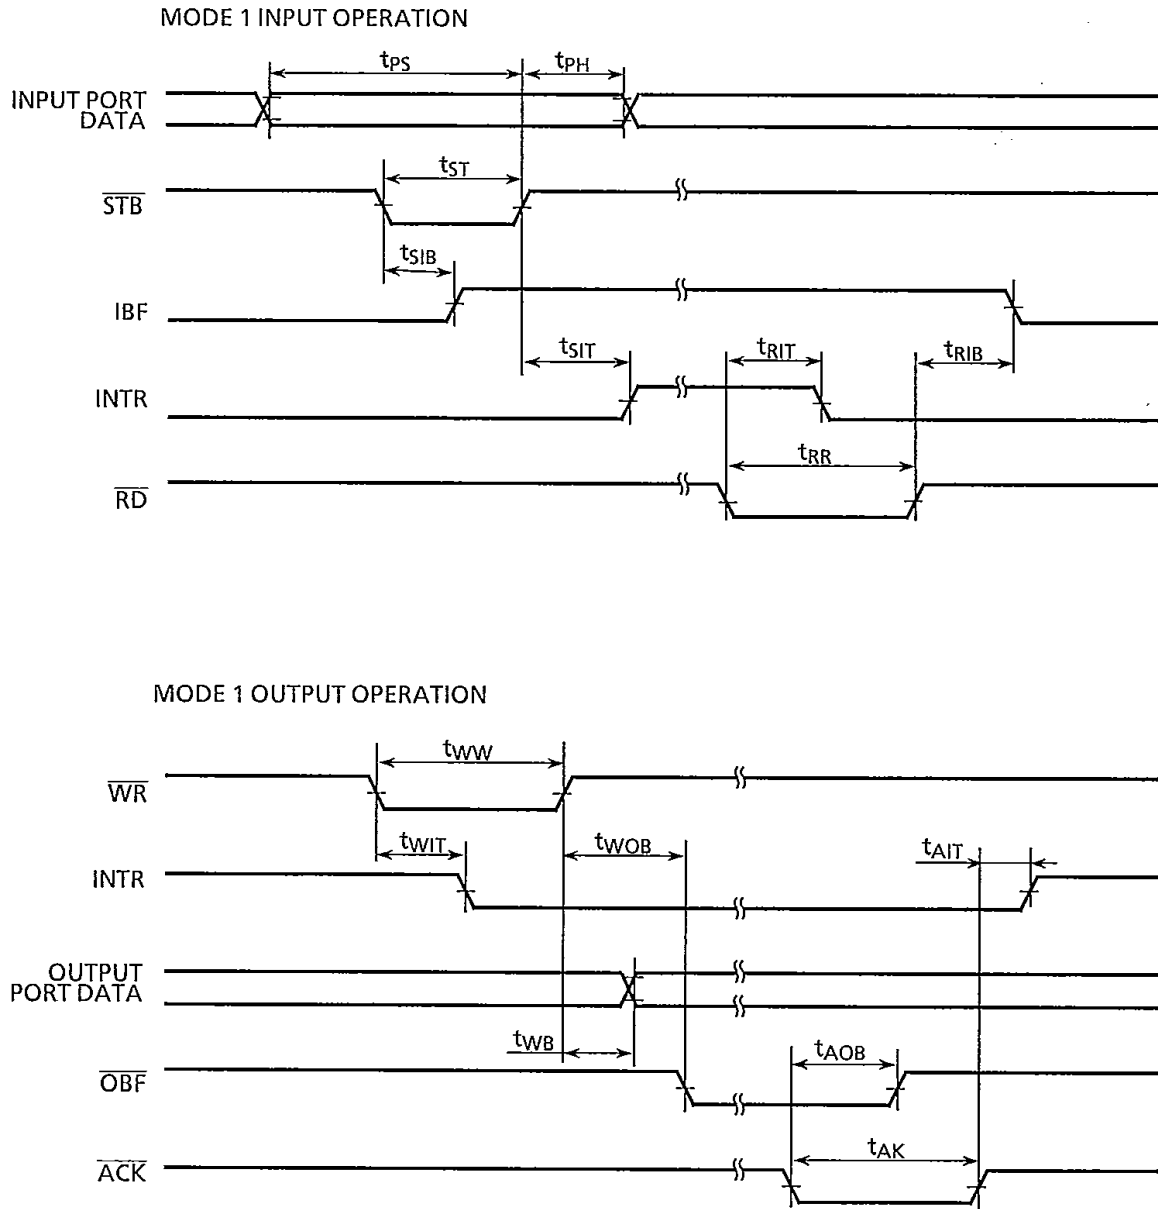 MODE 1 INPUT OPERATION
tPS
tPH
INPUT PORT
DATA
tST
STB
tSIB
IBF
tSIT
tRIT
tRIB
INTR
tRR
RD
MODE 1 OUTPUT OPERATION
tWW
WR
tWIT
tWOB
tAIT
INTR
OUTPUT
PORT DATA
tWB
tAOB
OBF
tAK
ACK